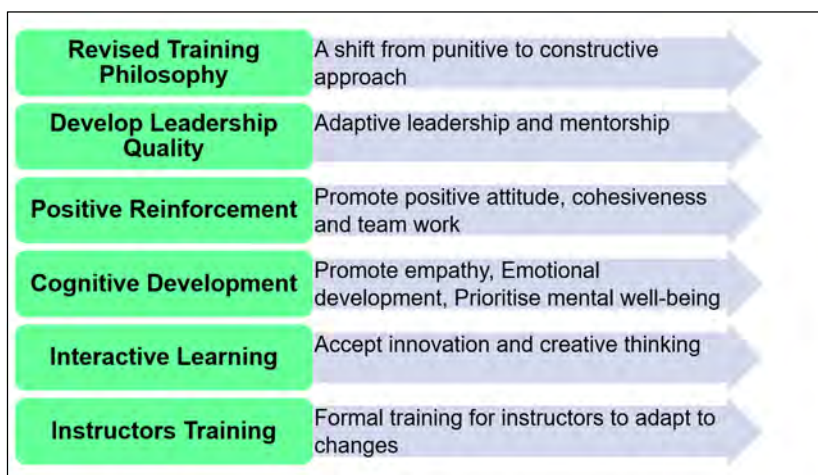 Revised Training
Philosophy
A shift from punitive to constructive
approach
Develop Leadership
Quality
Adaptive leadership and mentorship
Positive Reinforcement
Promote positive attitude, cohesiveness
and team work
Cognitive Development
Promote empathy, Emotional
development, Prioritise mental well-being
Interactive Learning
Accept innovation and creative thinking
Instructors Training
Formal training for instructors to adapt to
changes